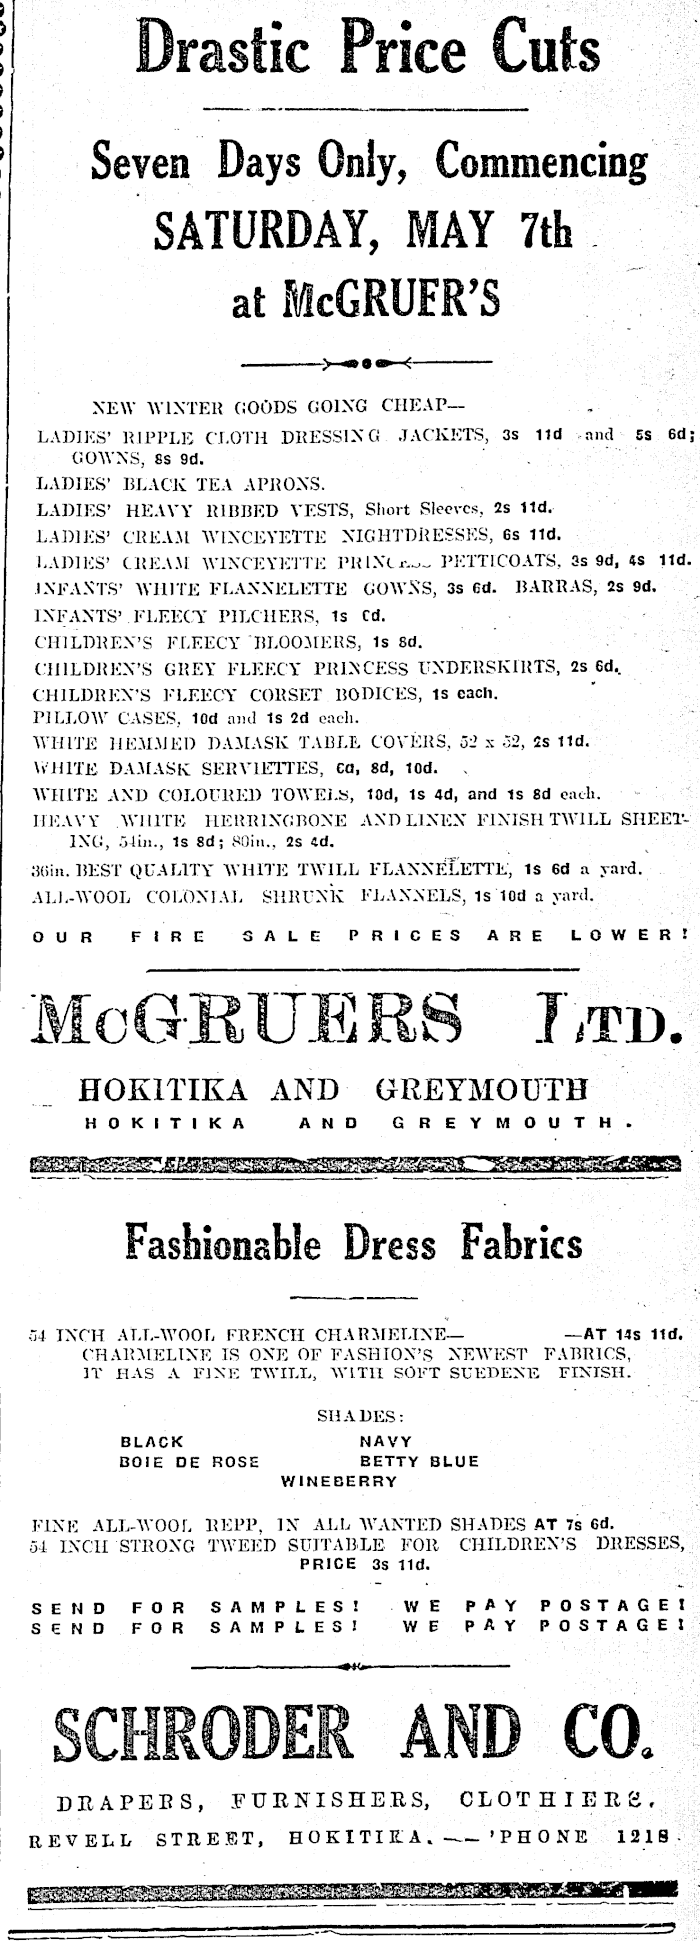 Drastic Price Cuts
Seven Days Only, Commencing
SATURDAY, MAY 7th
at McGRUER'S
NEW WINTER GOODS GOING CHEAP—
LADIES' RIPPLE CLOTH DRESSING JACKETS, 3s 11d and 5s 6d;
GOWNS, 8s 9d.
LADIES' BLACK TEA APRONS.
LADIES' HEAVY RIBBED VESTS, Short Sleeves, 2s 11d.
LADIES' CREAM WINCEYETTE NIGHTDRESSES, 6s 11d.
LADIES' CREAM WINCEYETTE PETTICOATS, 3s 9d, 4s 11d.
INFANTS' WHITE FLANNELETTE GOWNS, 3s 6d. BARRAS, 2s 9d.
INFANTS' FLEECY PILCHERS, 1s
CHILDREN'S FLEECY BLOOMERS, 1s 8d.
CHILDREN'S GREY FLEECY PRINCESS UNDERSKIRTS, 2s 6d.
CHILDREN'S FLEECY CORSET BODICES, 1s each.
PILLOW CASES, 10d and 1s 2d each.
WHITE HEMMED DAMASK TABLE COVERS, 52 x 52, 2s 11d.
WHITE DAMASK SERVIETTES, 6d, 8d, 10d.
WHITE AND COLOURED TOWELS, 10d, 1s 4d, and 1s 8d each.
HEAVY WHITE HERRINGBONE AND LINEN FINISH TWILL SHEET-
ING, 54in., 1s 8d; 80in., 2s 4d.
36in. BEST QUALITY WHITE TWILL FLANNELETTE, 1s 6d a yard.
ALL-WOOL COLONIAL SHRUNK FLANNELS, 1s 10d a yard.
OUR FIRE SALE PRICES ARE LOWER!
McGRUERS LTD.
HOKITIKA AND GREYMOUTH
HOKITIKA AND GREYMOUTH.
Fashionable Dress Fabrics
54 INCH ALL-WOOL FRENCH CHARMELINE— —AT 14s 11d.
CHARMELINE IS ONE OF FASHION'S NEWEST FABRICS,
IT HAS A FINE TWILL, WITH SOFT SUEDENE FINISH.
SHADES:
BLACK NAVY
BOIE DE ROSE BETTY BLUE
WINEBERRY
FINE ALL-WOOL REPP, IN ALL WANTED SHADES AT 7s 6d.
54 INCH STRONG TWEED SUITABLE FOR CHILDREN'S DRESSES,
PRICE 3s 11d.
SEND FOR SAMPLES! WE PAY POSTAGE!
SEND FOR SAMPLES! WE PAY POSTAGE!
SCHRODER AND CO.
DRAPERS, FURNISHERS, CLOTHIERS.
REVELL STREET, HOKITIKA. —— 'PHONE 1218.